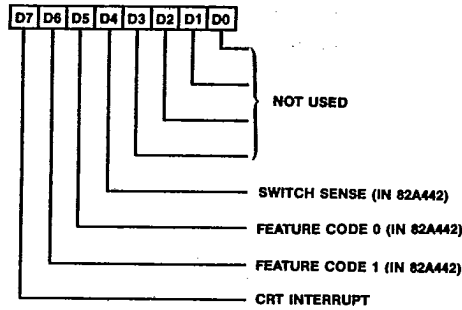 D7 D6 D5 D4 D3 D2 D1 D0
NOT USED
SWITCH SENSE (IN 82A442)
FEATURE CODE 0 (IN 82A442)
FEATURE CODE 1 (IN 82A442)
CRT INTERRUPT